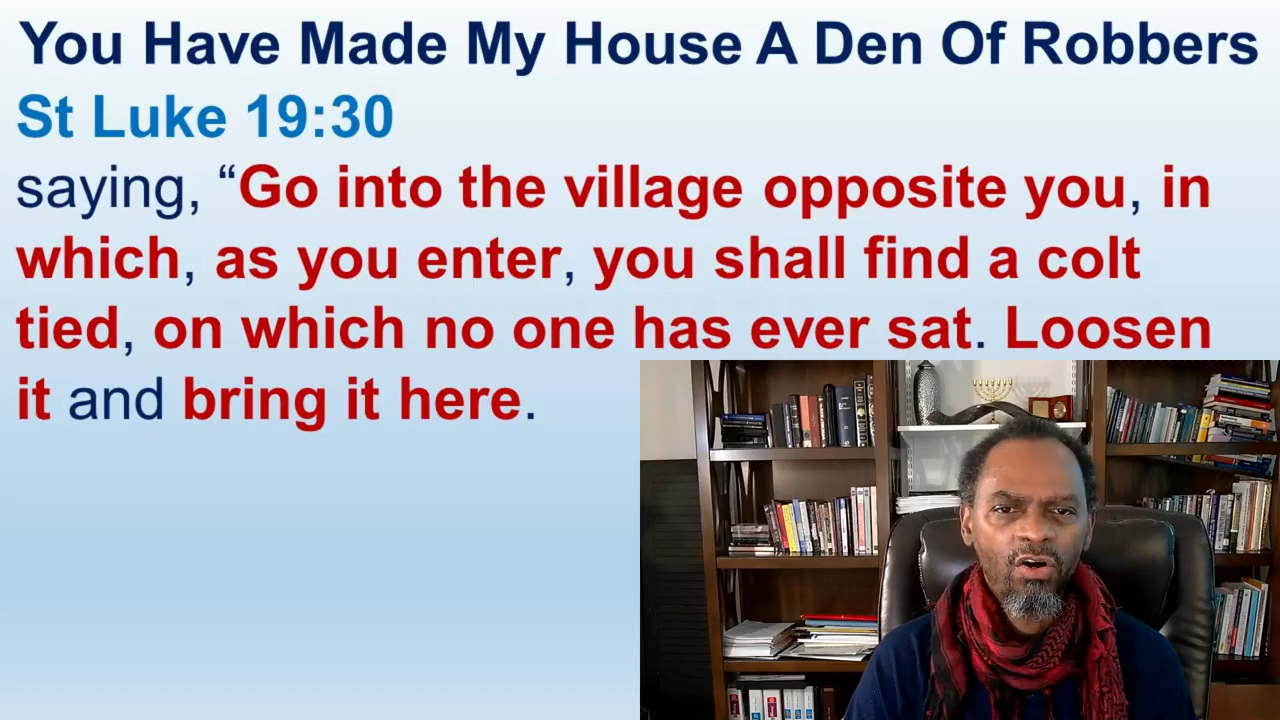 You Have Made My House A Den Of Robbers
St Luke 19:30
saying, “Go into the village opposite you, in
which, as you enter, you shall find a colt
tied, on which no one has ever sat. Loosen
it and bring it here.